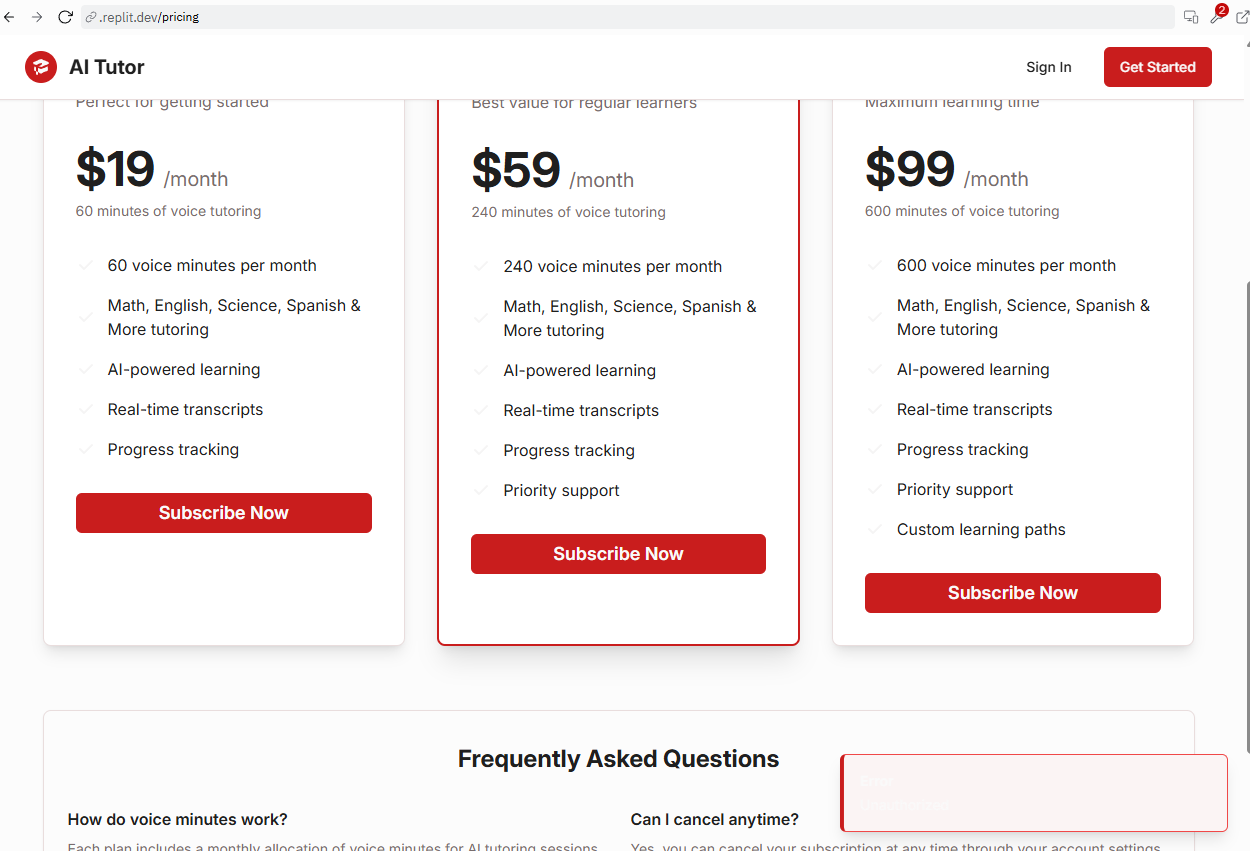 .replit.dev/pricing
2
AI Tutor
Sign In
Get Started
Perfect for getting started
$19 /month
60 minutes of voice tutoring
60 voice minutes per month
Math, English, Science, Spanish &
More tutoring
AI-powered learning
Real-time transcripts
Progress tracking
Subscribe Now
Best value for regular learners
$59 /month
240 minutes of voice tutoring
240 voice minutes per month
Math, English, Science, Spanish &
More tutoring
AI-powered learning
Real-time transcripts
Progress tracking
Priority support
Subscribe Now
Maximum learning time
$99 /month
600 minutes of voice tutoring
600 voice minutes per month
Math, English, Science, Spanish &
More tutoring
AI-powered learning
Real-time transcripts
Progress tracking
Priority support
Custom learning paths
Subscribe Now
Frequently Asked Questions
How do voice minutes work?
Each plan includes a monthly allocation of voice minutes for AI tutoring sessions.
Can I cancel anytime?
Yes, you can cancel your subscription at any time through your account settings.
Error